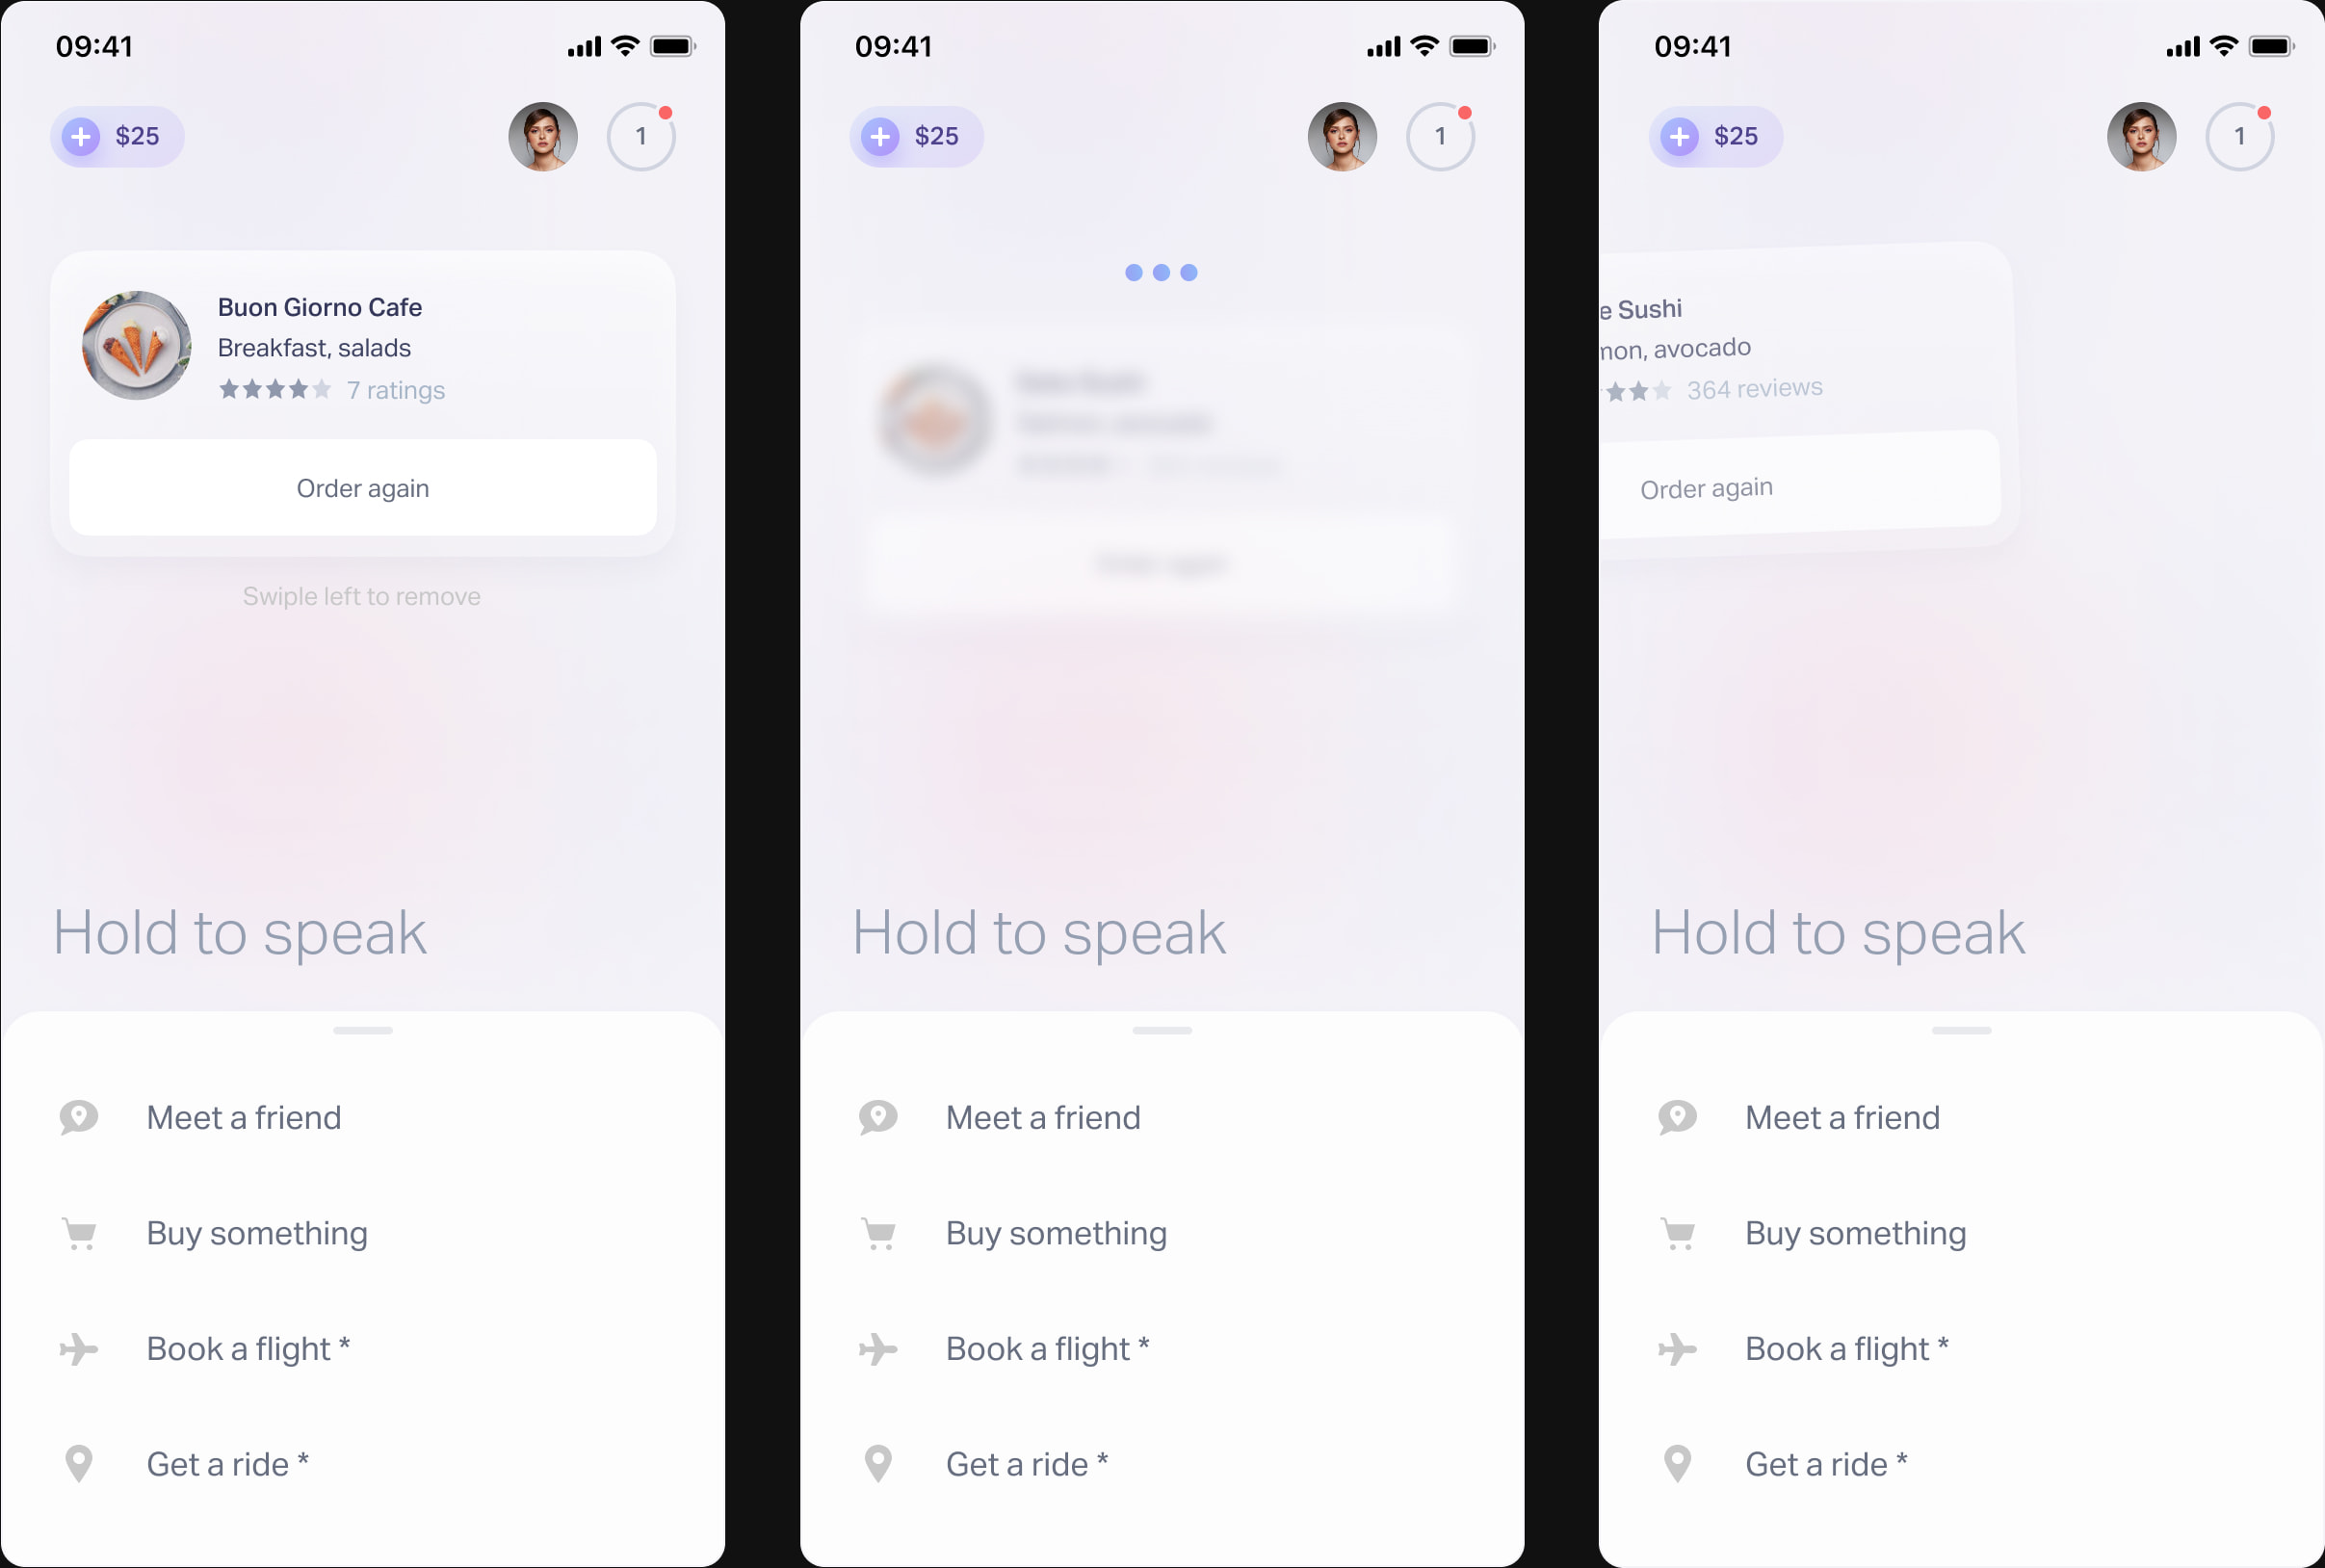 09:41
$25
1
Buon Giorno Cafe
Breakfast, salads
7 ratings
Order again
Swiple left to remove
Hold to speak
Meet a friend
Buy something
Book a flight *
Get a ride *
09:41
$25
1
Order again
Hold to speak
Meet a friend
Buy something
Book a flight *
Get a ride *
09:41
$25
1
e Sushi
mon, avocado
364 reviews
Order again
Hold to speak
Meet a friend
Buy something
Book a flight *
Get a ride *